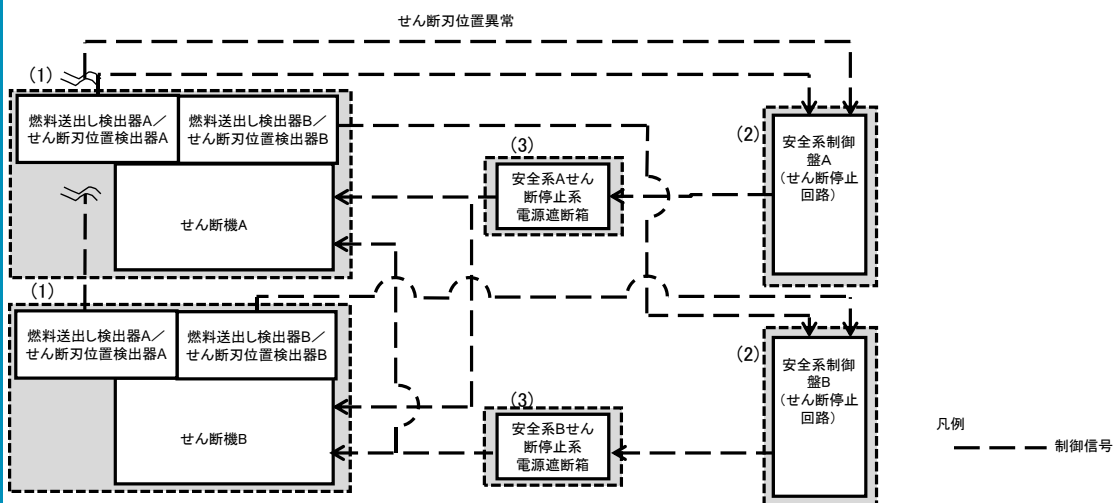 せん断刃位置異常
(1)
燃料送出し検出器A／
せん断刃位置検出器A
燃料送出し検出器B／
せん断刃位置検出器B
せん断機A
(3)
安全系Aせん
断停止系
電源遮断箱
(2)
安全系制御
盤A
（せん断停止
回路）
(1)
燃料送出し検出器A／
せん断刃位置検出器A
燃料送出し検出器B／
せん断刃位置検出器B
せん断機B
(3)
安全系Bせん
断停止系
電源遮断箱
(2)
安全系制御
盤B
（せん断停止
回路）
凡例
制御信号